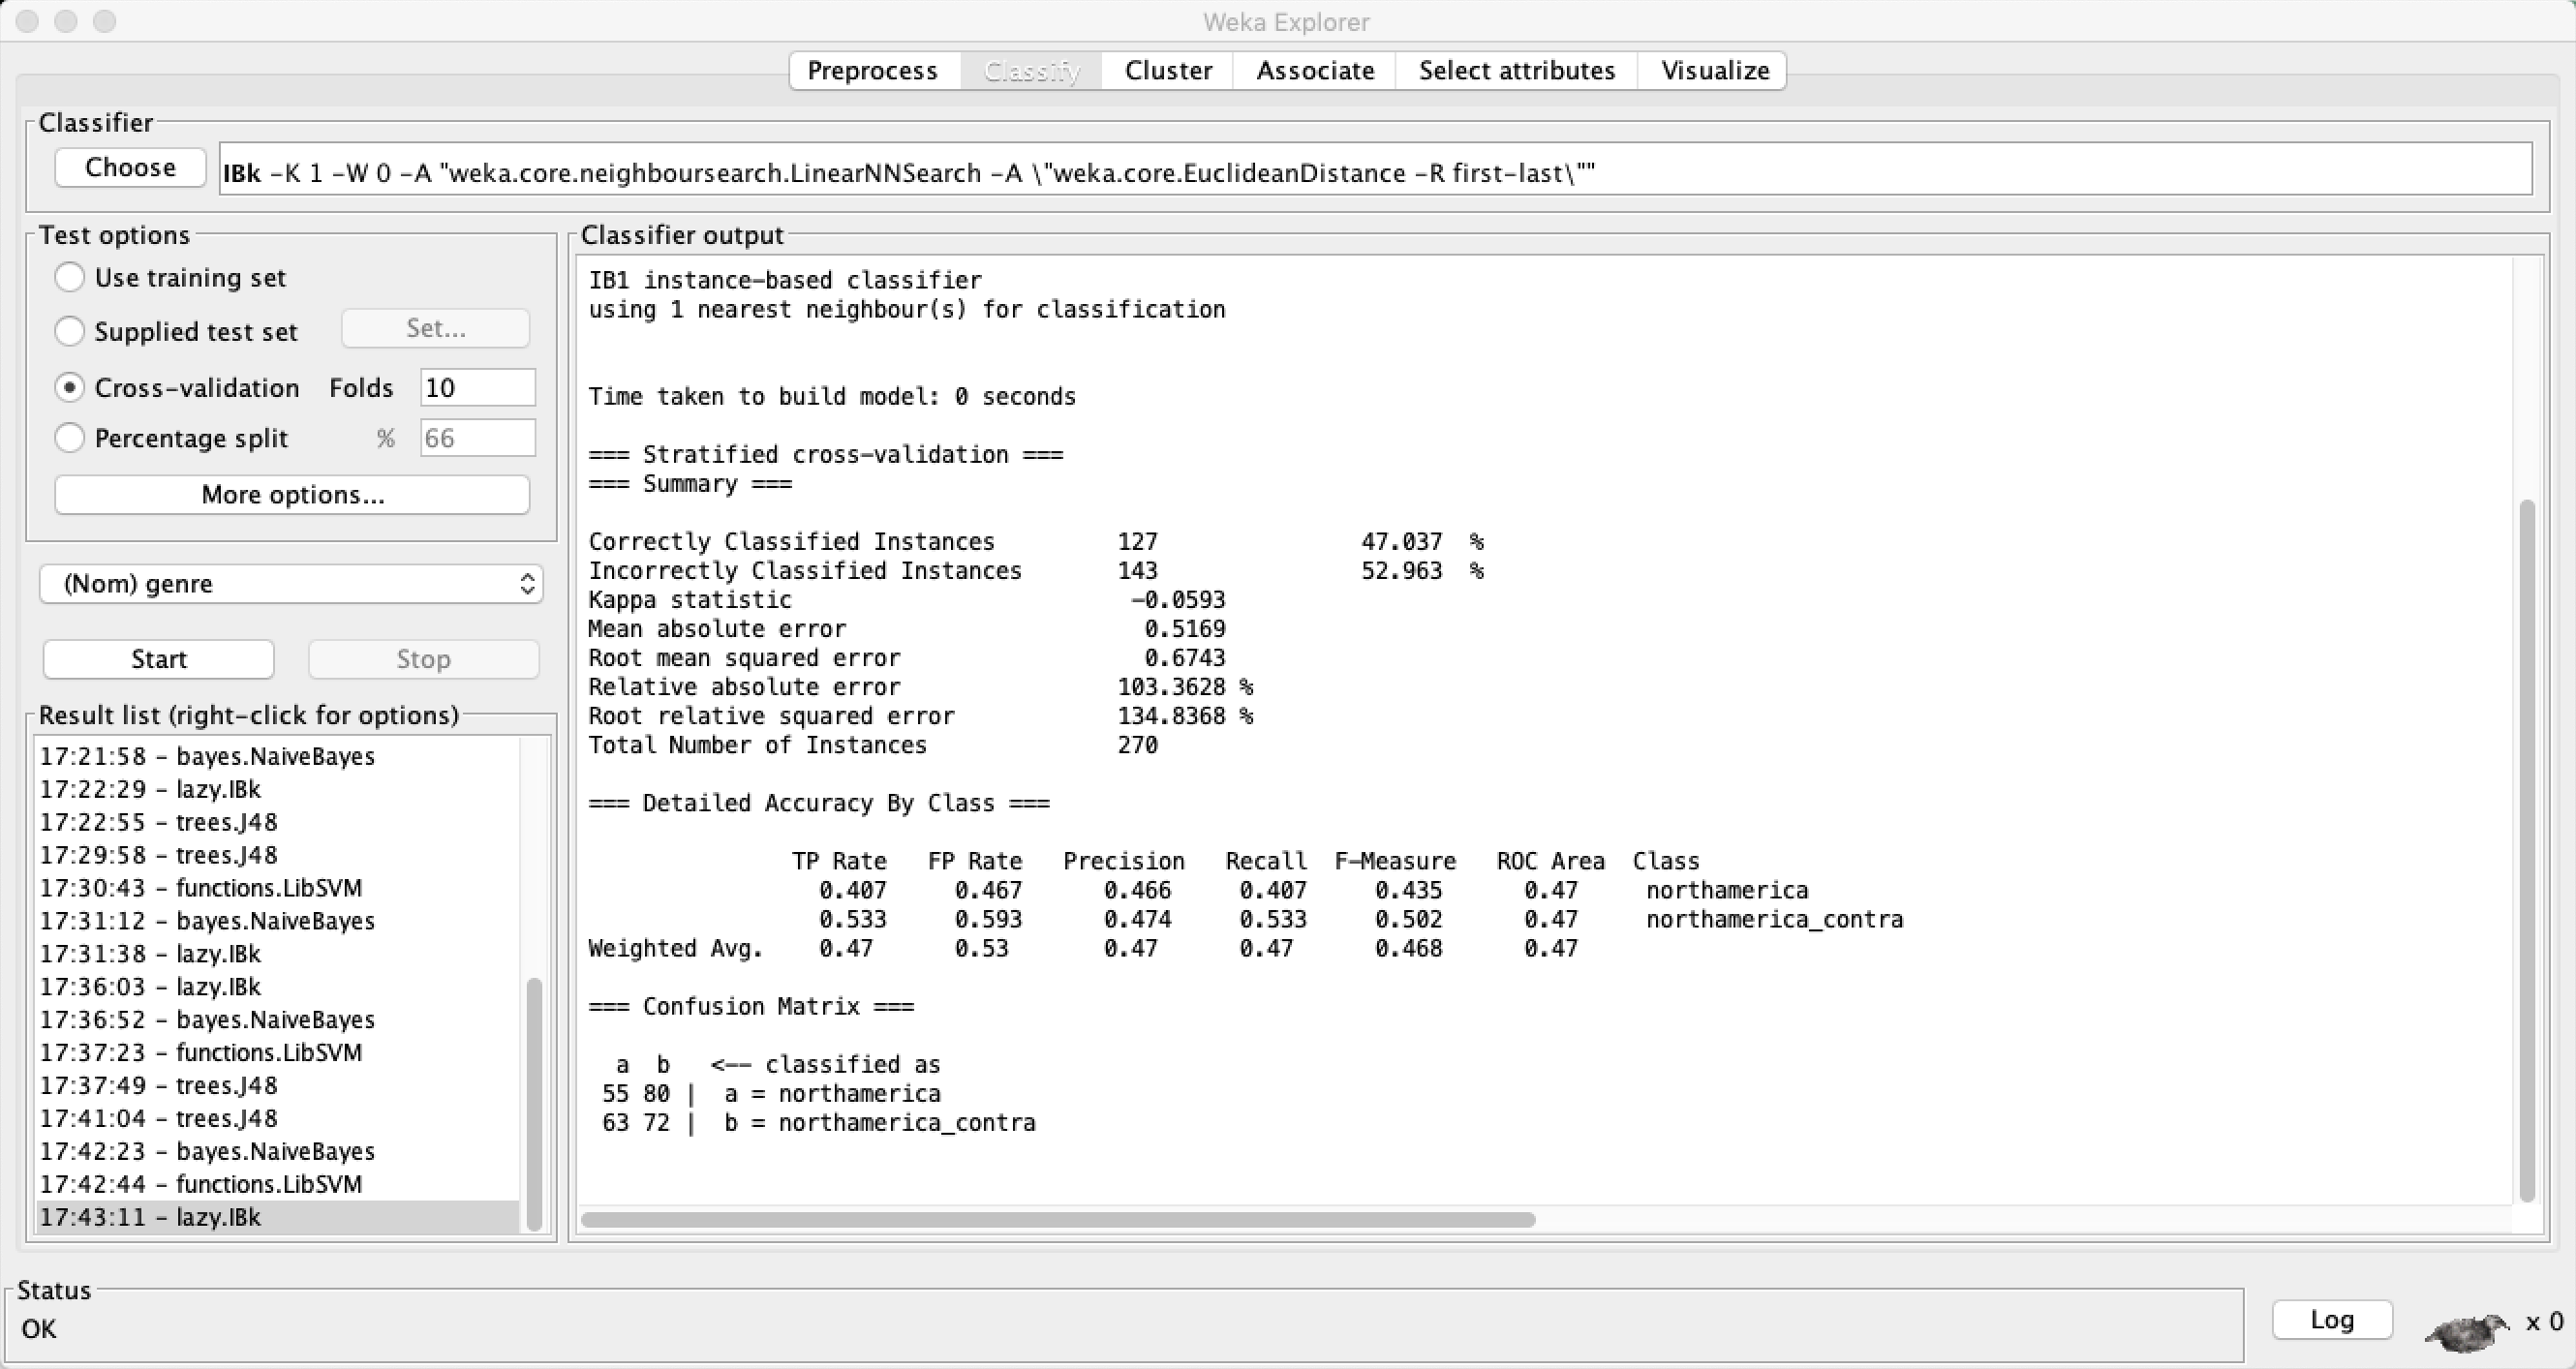 Weka Explorer
Preprocess Classify Cluster Associate Select attributes Visualize
Classifier
Choose IBk -K 1 -W 0 -A "weka.core.neighboursearch.LinearNNSearch -A \"weka.core.EuclideanDistance -R first-last\""
Test options
Use training set
Supplied test set Set...
Cross-validation Folds 10
Percentage split % 66
More options...
(Nom) genre
Start Stop
Result list (right-click for options)
17:21:58 - bayes.NaiveBayes
17:22:29 - lazy.IBk
17:22:55 - trees.J48
17:29:58 - trees.J48
17:30:43 - functions.LibSVM
17:31:12 - bayes.NaiveBayes
17:31:38 - lazy.IBk
17:36:03 - lazy.IBk
17:36:52 - bayes.NaiveBayes
17:37:23 - functions.LibSVM
17:37:49 - trees.J48
17:41:04 - trees.J48
17:42:23 - bayes.NaiveBayes
17:42:44 - functions.LibSVM
17:43:11 - lazy.IBk
Classifier output
IB1 instance-based classifier
using 1 nearest neighbour(s) for classification
Time taken to build model: 0 seconds
=== Stratified cross-validation ===
=== Summary ===
Correctly Classified Instances 127 47.037 %
Incorrectly Classified Instances 143 52.963 %
Kappa statistic -0.0593
Mean absolute error 0.5169
Root mean squared error 0.6743
Relative absolute error 103.3628 %
Root relative squared error 134.8368 %
Total Number of Instances 270
=== Detailed Accuracy By Class ===
TP Rate FP Rate Precision Recall F-Measure ROC Area Class
0.407 0.467 0.466 0.407 0.435 0.47 northamerica
0.533 0.593 0.474 0.533 0.502 0.47 northamerica_contra
Weighted Avg. 0.47 0.53 0.47 0.47 0.468 0.47
=== Confusion Matrix ===
a b <-- classified as
55 80 | a = northamerica
63 72 | b = northamerica_contra
Status
OK
Log x 0